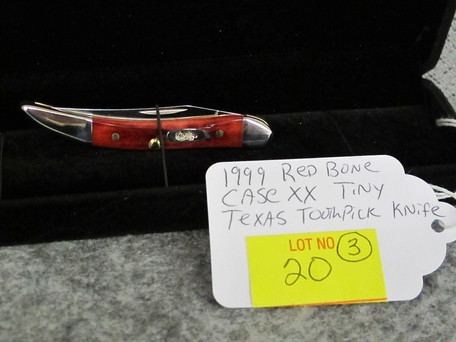 1999 RED BONE
CASE XX TINY
TEXAS TOOTHPICK KNIFE
LOT NO 3
20